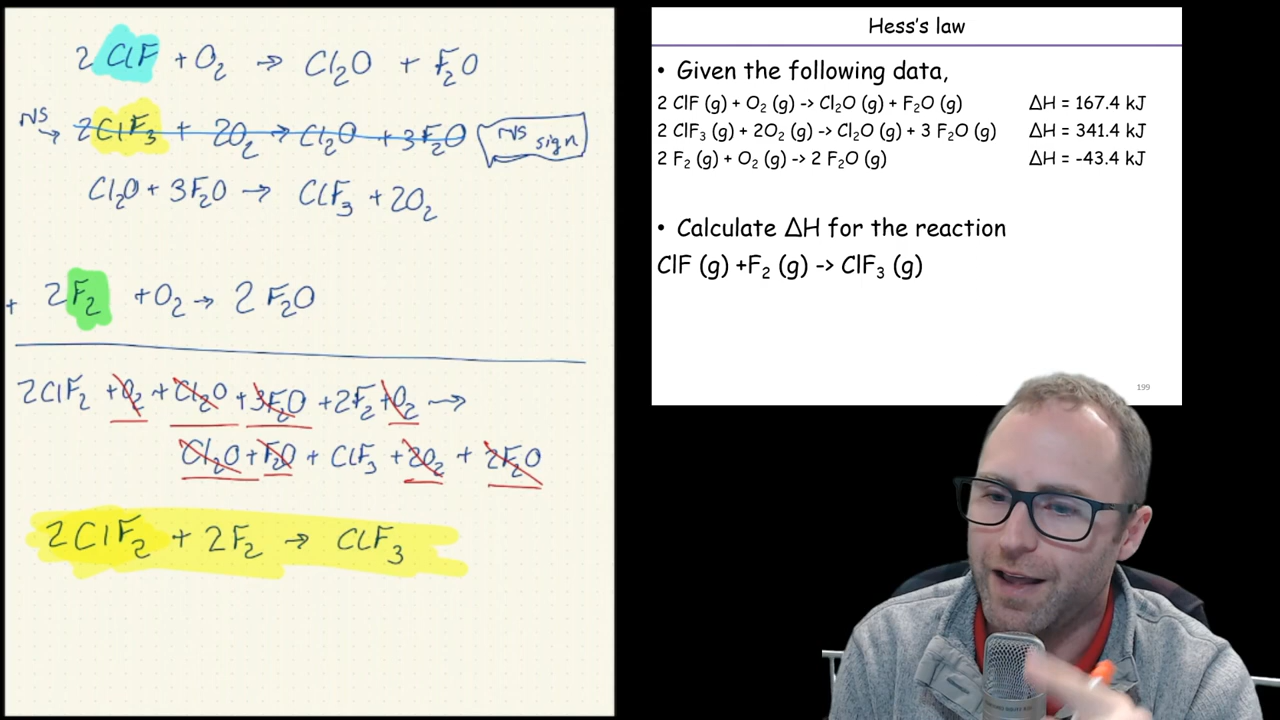 2 ClF + O₂ → Cl₂O + F₂O
rvs → 2ClF₃ + 2O₂ → Cl₂O + 3F₂O rvs sign
Cl₂O + 3F₂O → ClF₃ + 2O₂
+ 2F₂ + O₂ → 2 F₂O
2ClF₂ + O₂ + Cl₂O + 3F₂O + 2F₂ + O₂ →
Cl₂O + F₂O + ClF₃ + 2O₂ + 2F₂O
2ClF₂ + 2F₂ → ClF₃
Hess's law
• Given the following data,
2 ClF (g) + O₂ (g) -> Cl₂O (g) + F₂O (g) ΔH = 167.4 kJ
2 ClF₃ (g) + 2O₂ (g) -> Cl₂O (g) + 3 F₂O (g) ΔH = 341.4 kJ
2 F₂ (g) + O₂ (g) -> 2 F₂O (g) ΔH = -43.4 kJ
• Calculate ΔH for the reaction
ClF (g) +F₂ (g) -> ClF₃ (g)
199